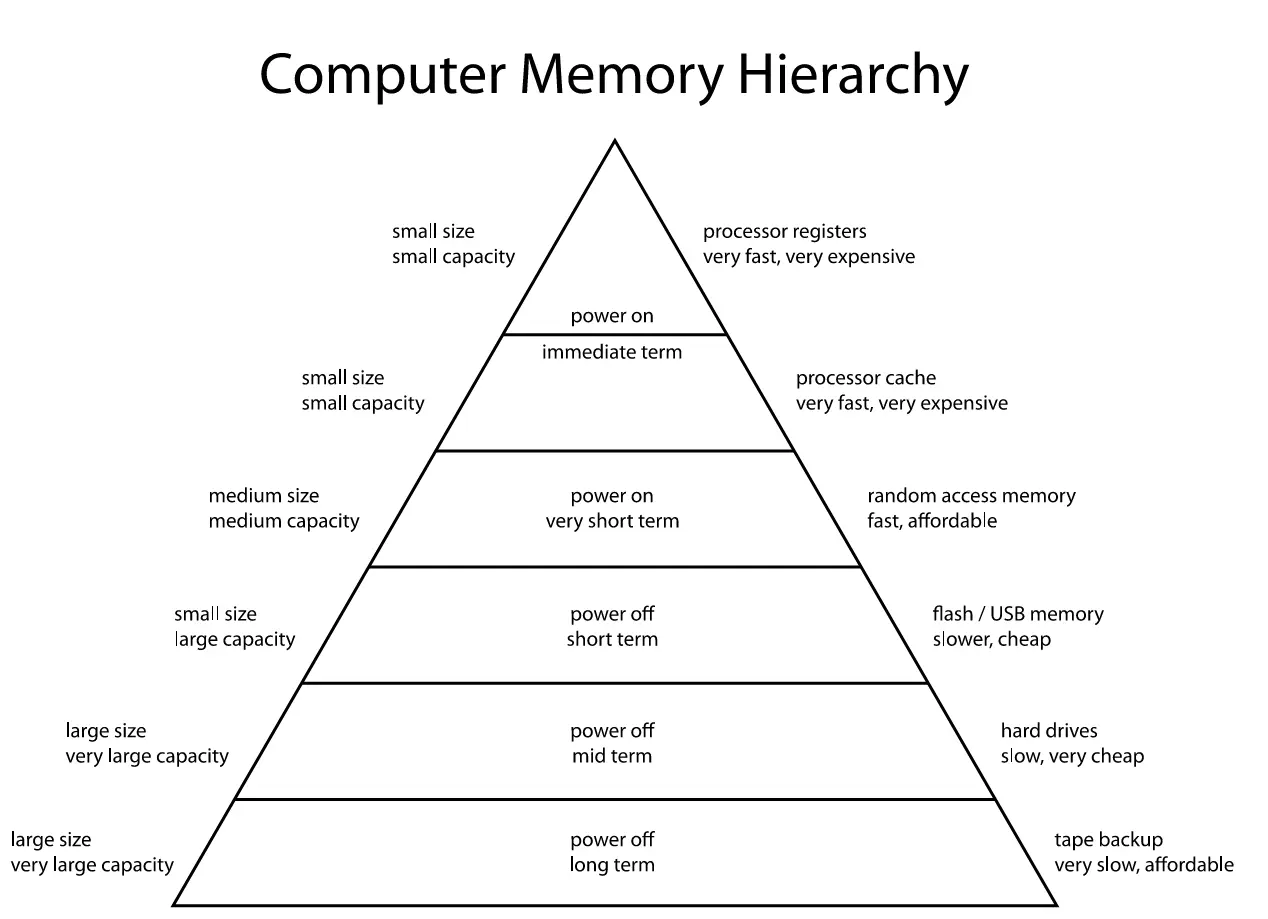 Computer Memory Hierarchy
small size
small capacity
processor registers
very fast, very expensive
power on
immediate term
small size
small capacity
processor cache
very fast, very expensive
medium size
medium capacity
power on
very short term
random access memory
fast, affordable
small size
large capacity
power off
short term
flash / USB memory
slower, cheap
large size
very large capacity
power off
mid term
hard drives
slow, very cheap
large size
very large capacity
power off
long term
tape backup
very slow, affordable